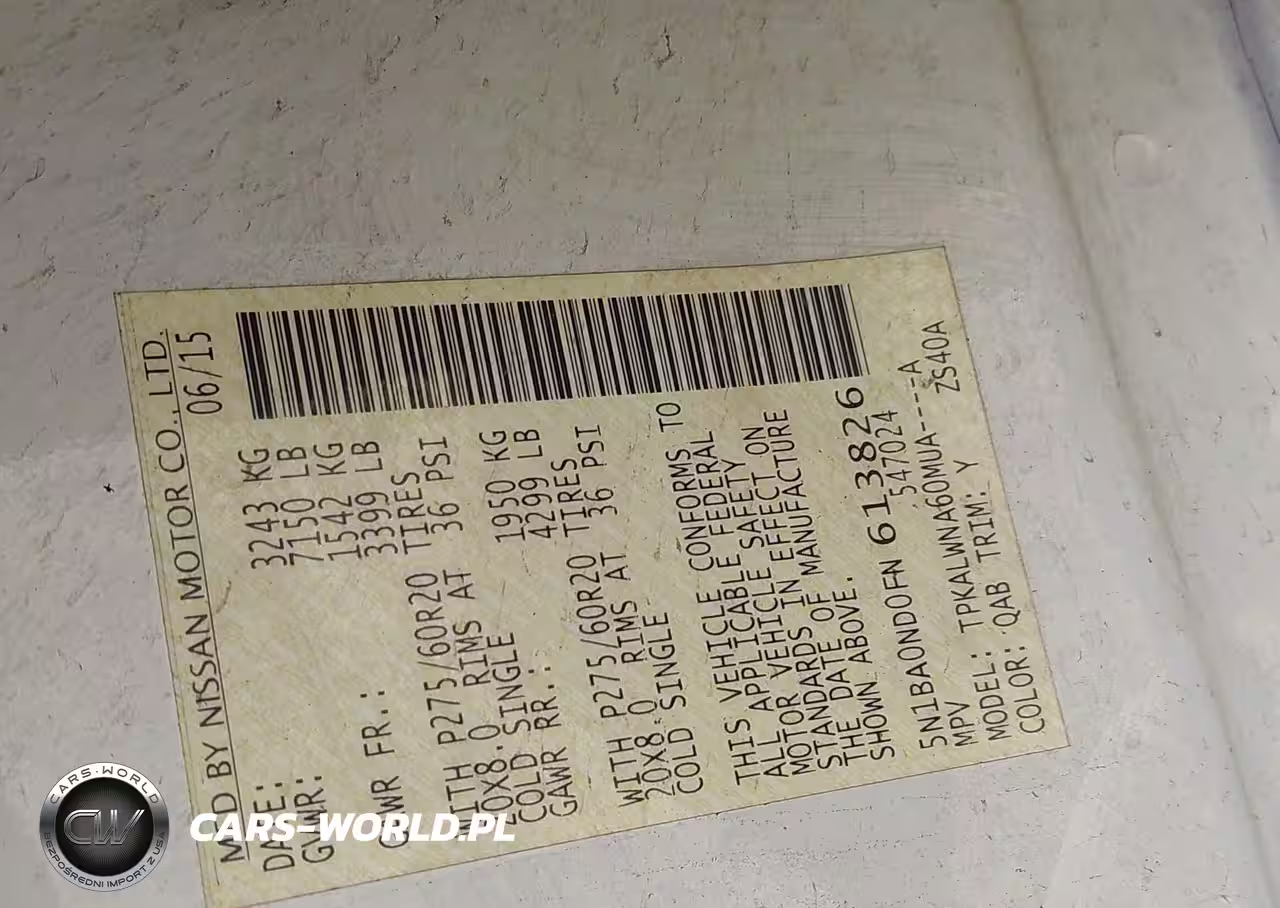 MFD BY NISSAN MOTOR CO., LTD.
DATE: 06/15
GVWR: 3243 KG
7150 LB
GAWR FR.: 1542 KG
3399 LB
WITH P275/60R20 TIRES
20X8.0 RIMS AT 36 PSI
COLD SINGLE
GAWR RR.: 1950 KG
4299 LB
WITH P275/60R20 TIRES
20X8.0 RIMS AT 36 PSI
COLD SINGLE
THIS VEHICLE CONFORMS TO
ALL APPLICABLE FEDERAL
MOTOR VEHICLE SAFETY
STANDARDS IN EFFECT ON
THE DATE OF MANUFACTURE
SHOWN ABOVE.
5N1BA0ND0FN 613826
MPV 547024
MODEL: TPKALWNA60MUA----A
COLOR: QAB TRIM: Y ZS40A
CARS-WORLD
CW
BEZPOŚREDNI IMPORT Z USA
CARS-WORLD.PL